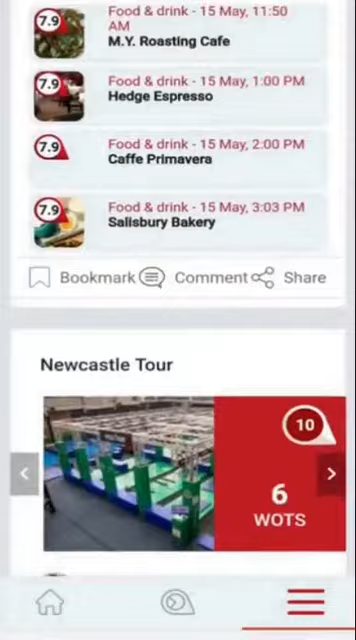 7.9
Food & drink - 15 May, 11:50
AM
M.Y. Roasting Cafe
7.9
Food & drink - 15 May, 1:00 PM
Hedge Espresso
7.9
Food & drink - 15 May, 2:00 PM
Caffe Primavera
7.9
Food & drink - 15 May, 3:03 PM
Salisbury Bakery
Bookmark Comment Share
Newcastle Tour
10
6
WOTS